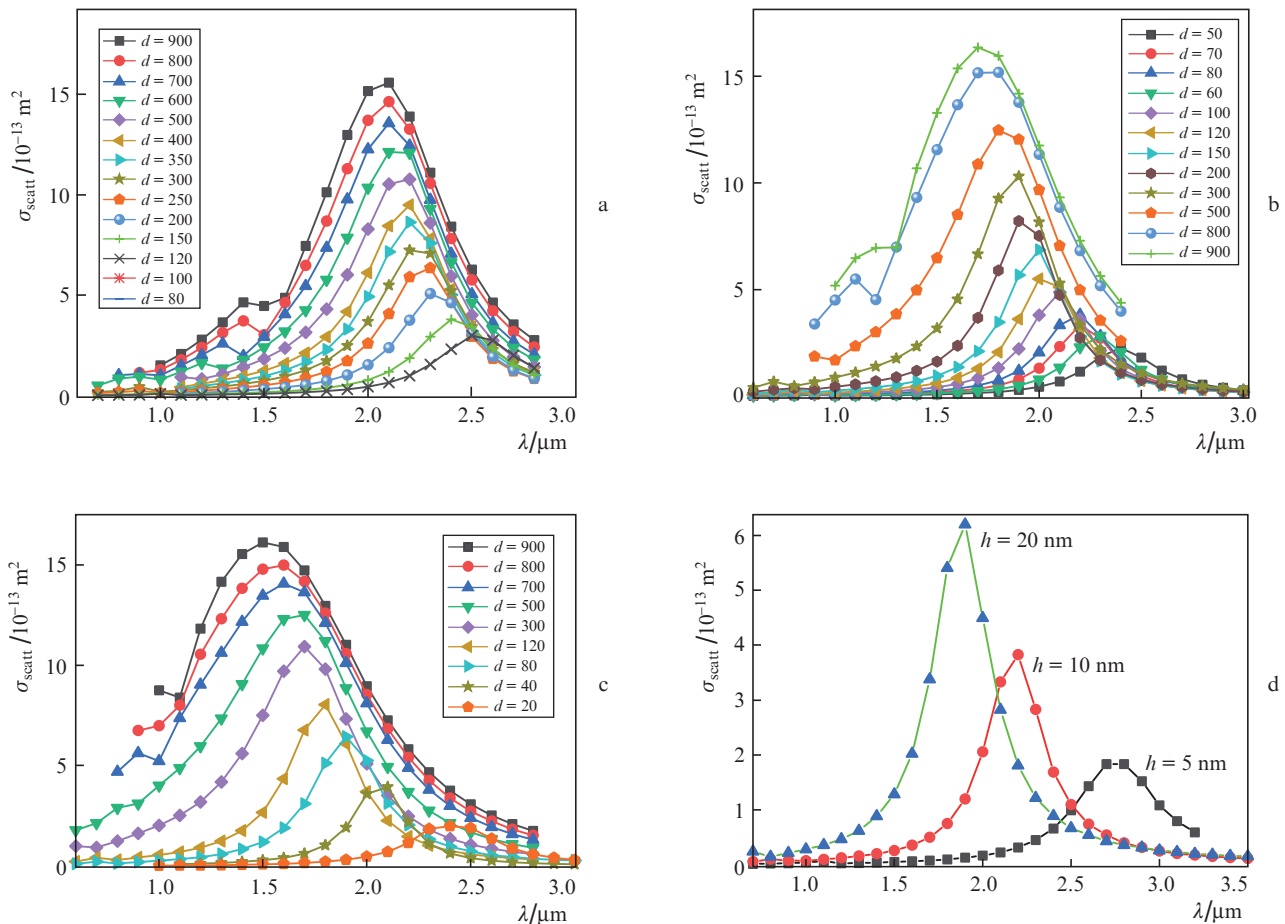 σscatt /10⁻¹³ m²
15
10
5
0
d = 900
d = 800
d = 700
d = 600
d = 500
d = 400
d = 350
d = 300
d = 250
d = 200
d = 150
d = 120
d = 100
d = 80
1.0 1.5 2.0 2.5 3.0
λ/μm
a
σscatt /10⁻¹³ m²
15
10
5
0
d = 50
d = 70
d = 80
d = 60
d = 100
d = 120
d = 150
d = 200
d = 300
d = 500
d = 800
d = 900
1.0 1.5 2.0 2.5 3.0
λ/μm
b
σscatt /10⁻¹³ m²
15
10
5
0
d = 900
d = 800
d = 700
d = 500
d = 300
d = 120
d = 80
d = 40
d = 20
1.0 1.5 2.0 2.5 3.0
λ/μm
c
σscatt /10⁻¹³ m²
6
5
4
3
2
1
0
h = 20 nm
h = 10 nm
h = 5 nm
1.0 1.5 2.0 2.5 3.0 3.5
λ/μm
d